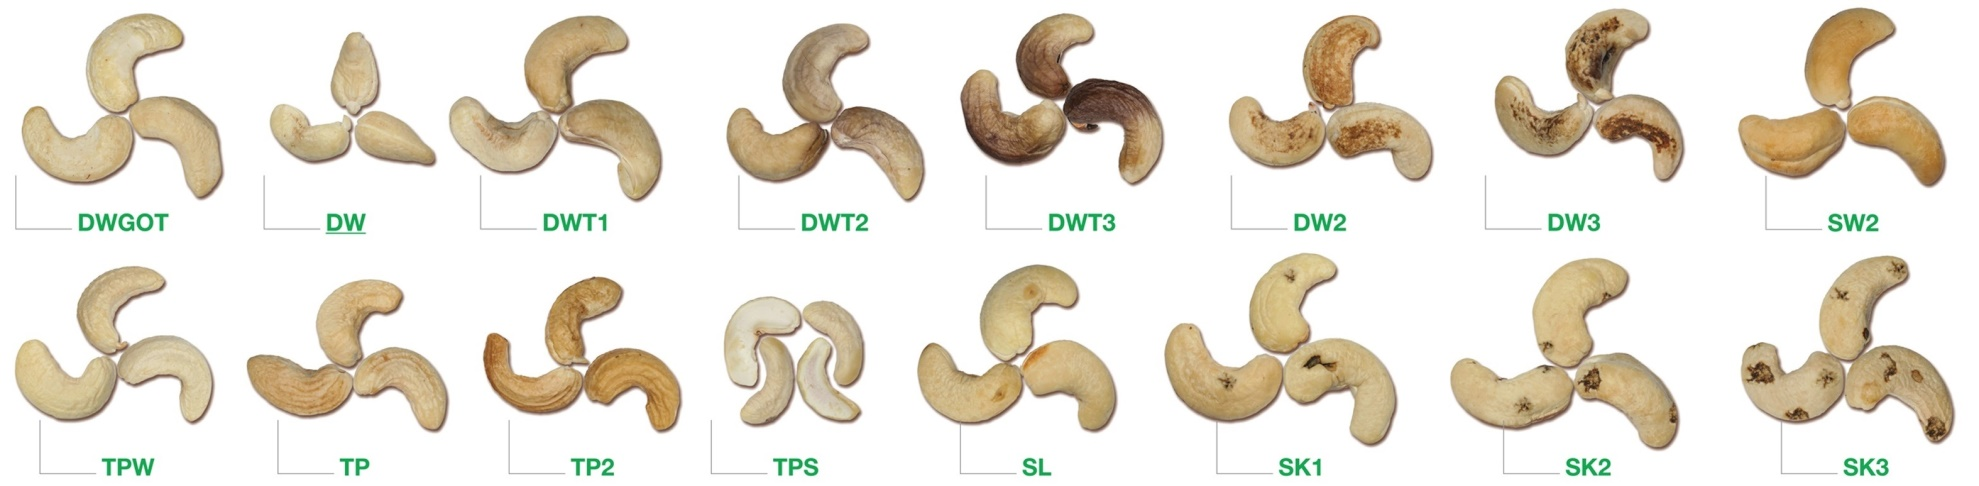 DWGOT
DW
DWT1
DWT2
DWT3
DW2
DW3
SW2
TPW
TP
TP2
TPS
SL
SK1
SK2
SK3